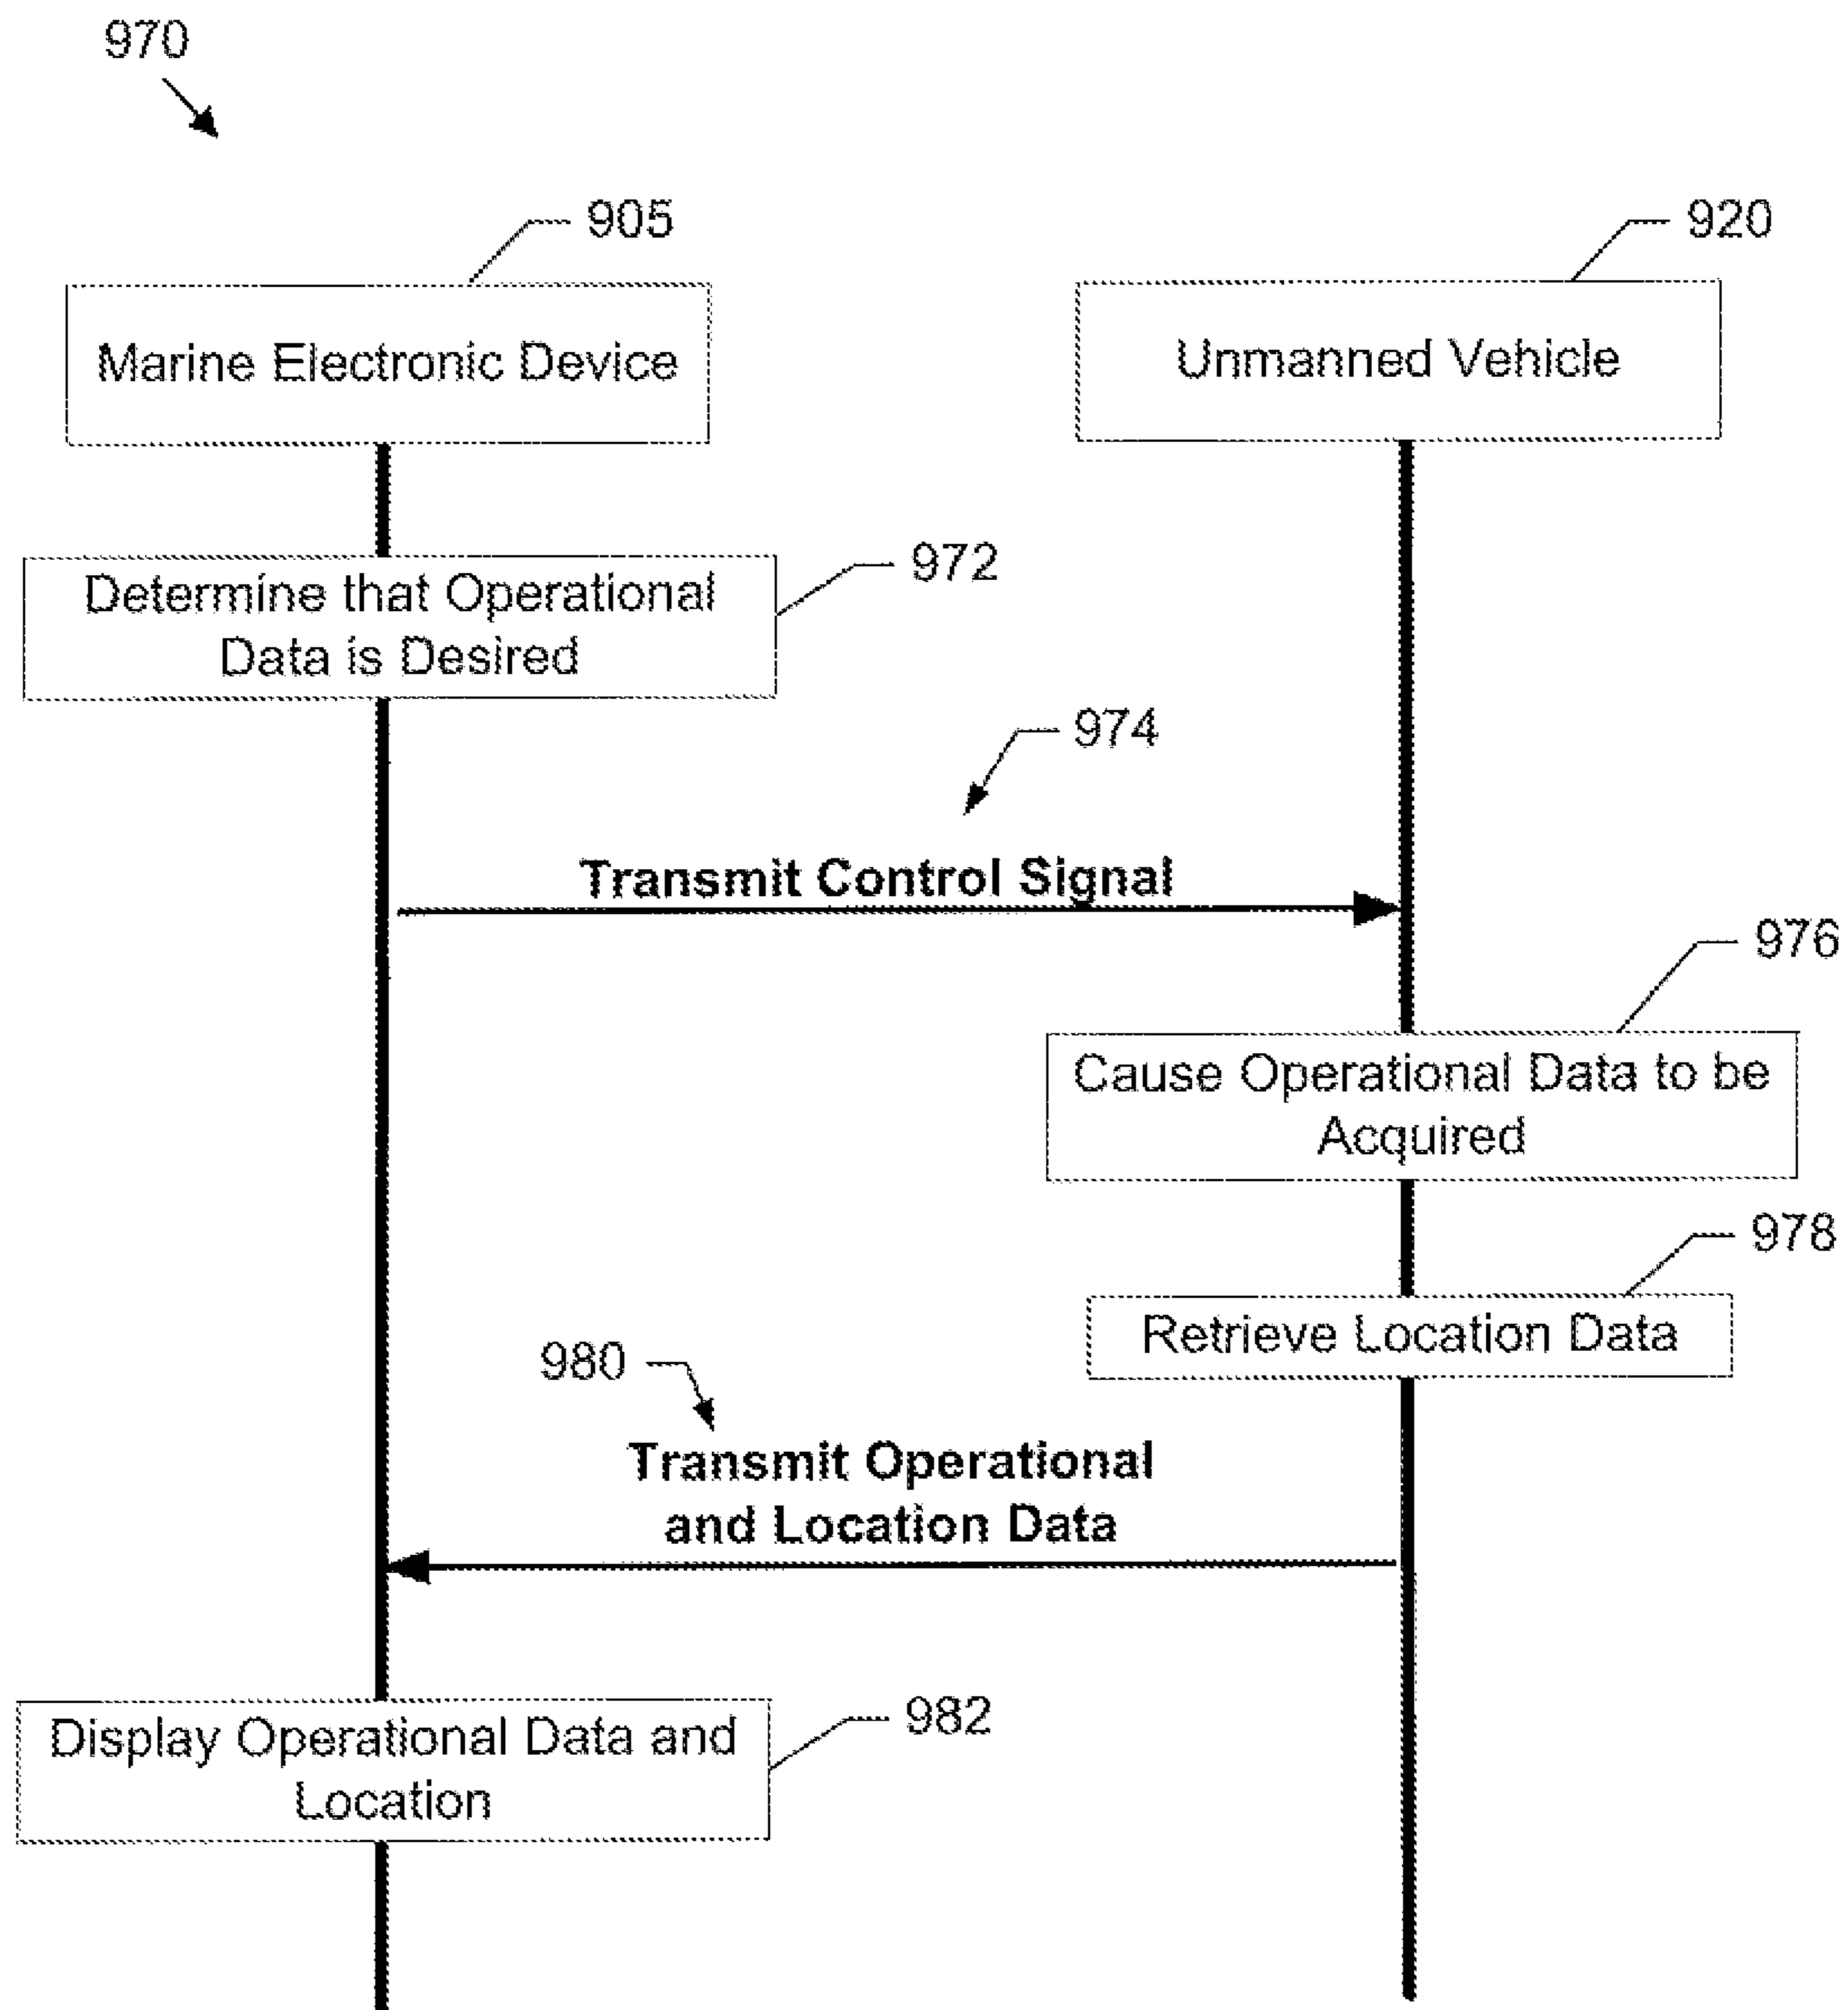 970
905
920
Marine Electronic Device
Unmanned Vehicle
972
Determine that Operational
Data is Desired
974
Transmit Control Signal
976
Cause Operational Data to be
Acquired
978
Retrieve Location Data
980
Transmit Operational
and Location Data
982
Display Operational Data and
Location